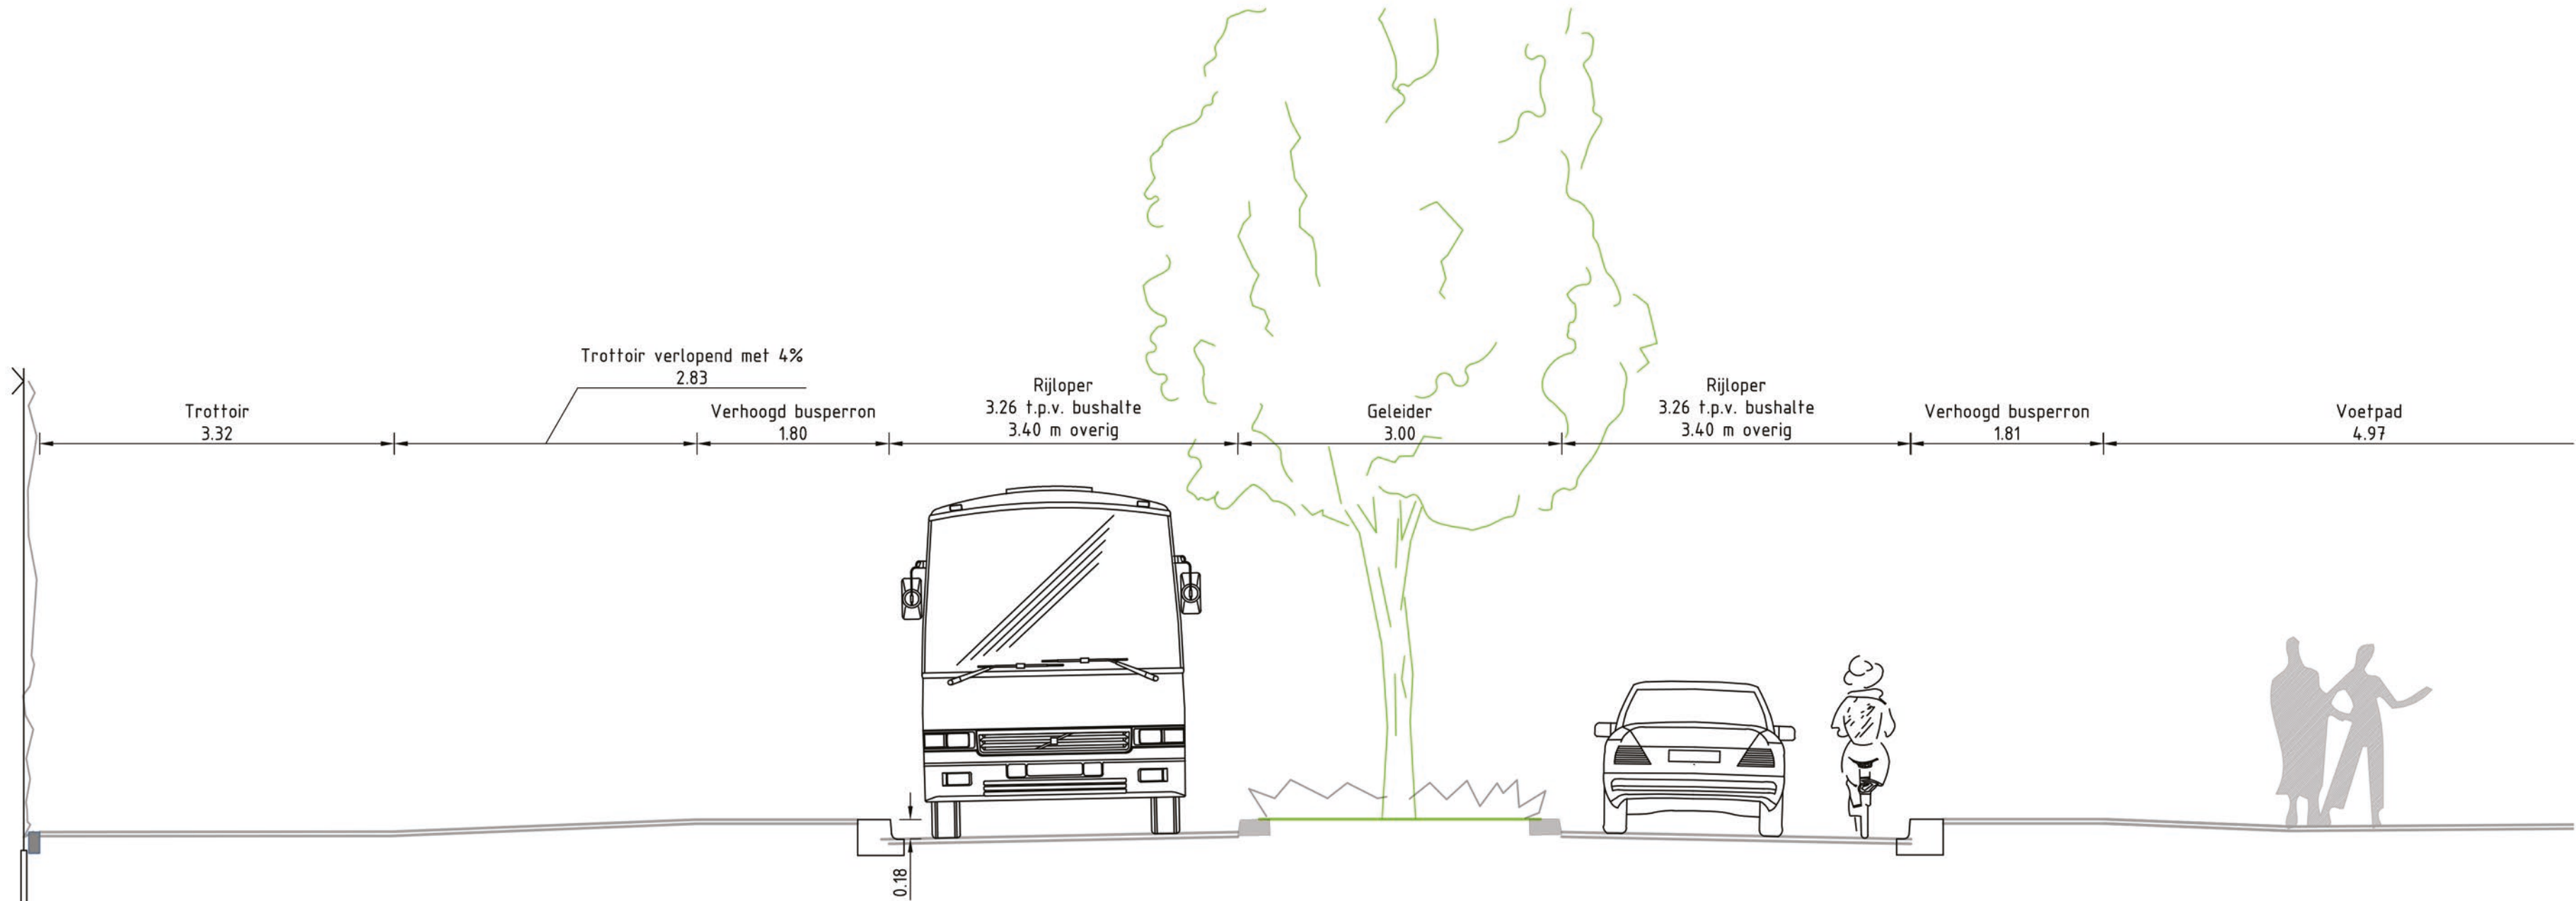 Trottoir
3.32
Trottoir verlopend met 4%
2.83
Verhoogd busperron
1.80
Rijloper
3.26 t.p.v. bushalte
3.40 m overig
Geleider
3.00
Rijloper
3.26 t.p.v. bushalte
3.40 m overig
Verhoogd busperron
1.81
Voetpad
4.97
0.18